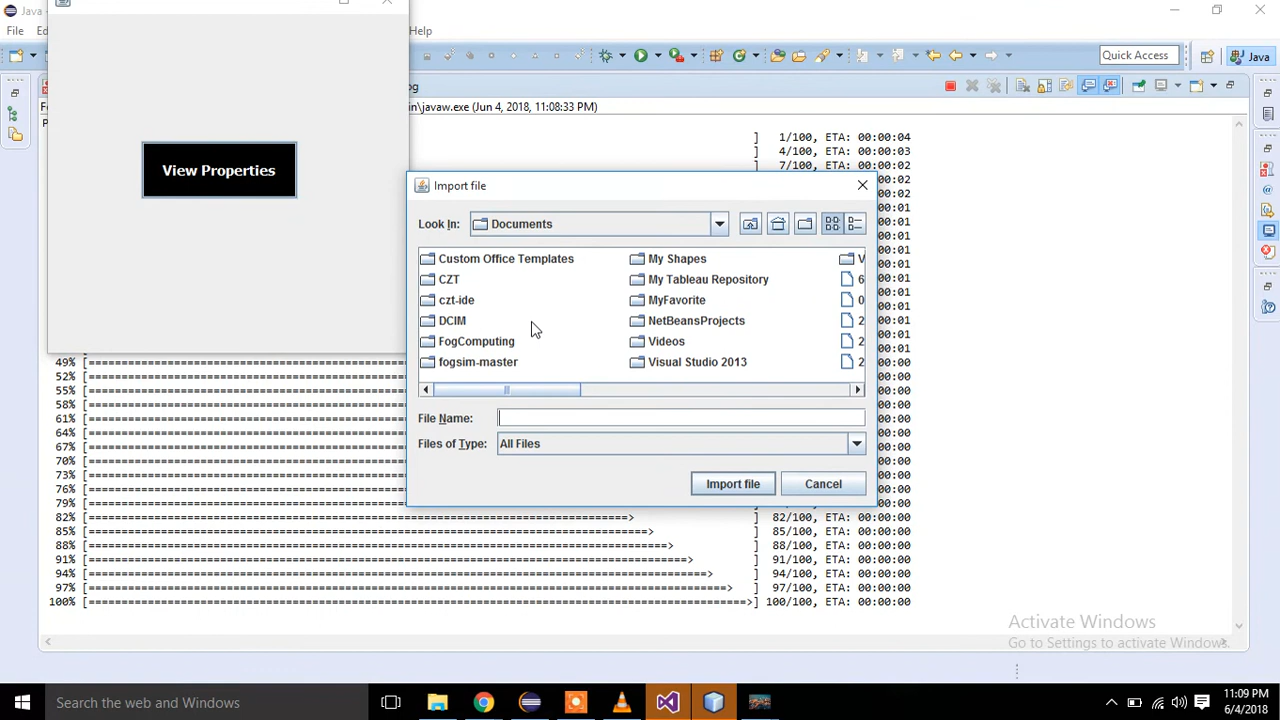 Java -
File
Help
Quick Access
Java
in\javaw.exe (Jun 4, 2018, 11:08:33 PM)
] 1/100, ETA: 00:00:04
] 4/100, ETA: 00:00:03
] 7/100, ETA: 00:00:02
View Properties
Import file
Look In: Documents
Custom Office Templates
CZT
czt-ide
DCIM
FogComputing
fogsim-master
My Shapes
My Tableau Repository
MyFavorite
NetBeansProjects
Videos
Visual Studio 2013
File Name:
Files of Type: All Files
Import file Cancel
49% [
52% [
55% [
58% [
61% [
64% [
67% [
70% [
73% [
76% [
79% [
82% [ > ] 82/100, ETA: 00:00:00
85% [ > ] 85/100, ETA: 00:00:00
88% [ > ] 88/100, ETA: 00:00:00
91% [ > ] 91/100, ETA: 00:00:00
94% [ > ] 94/100, ETA: 00:00:00
97% [ > ] 97/100, ETA: 00:00:00
100% [ >] 100/100, ETA: 00:00:00
Activate Windows
Go to Settings to activate Windows.
Search the web and Windows
11:09 PM
6/4/2018